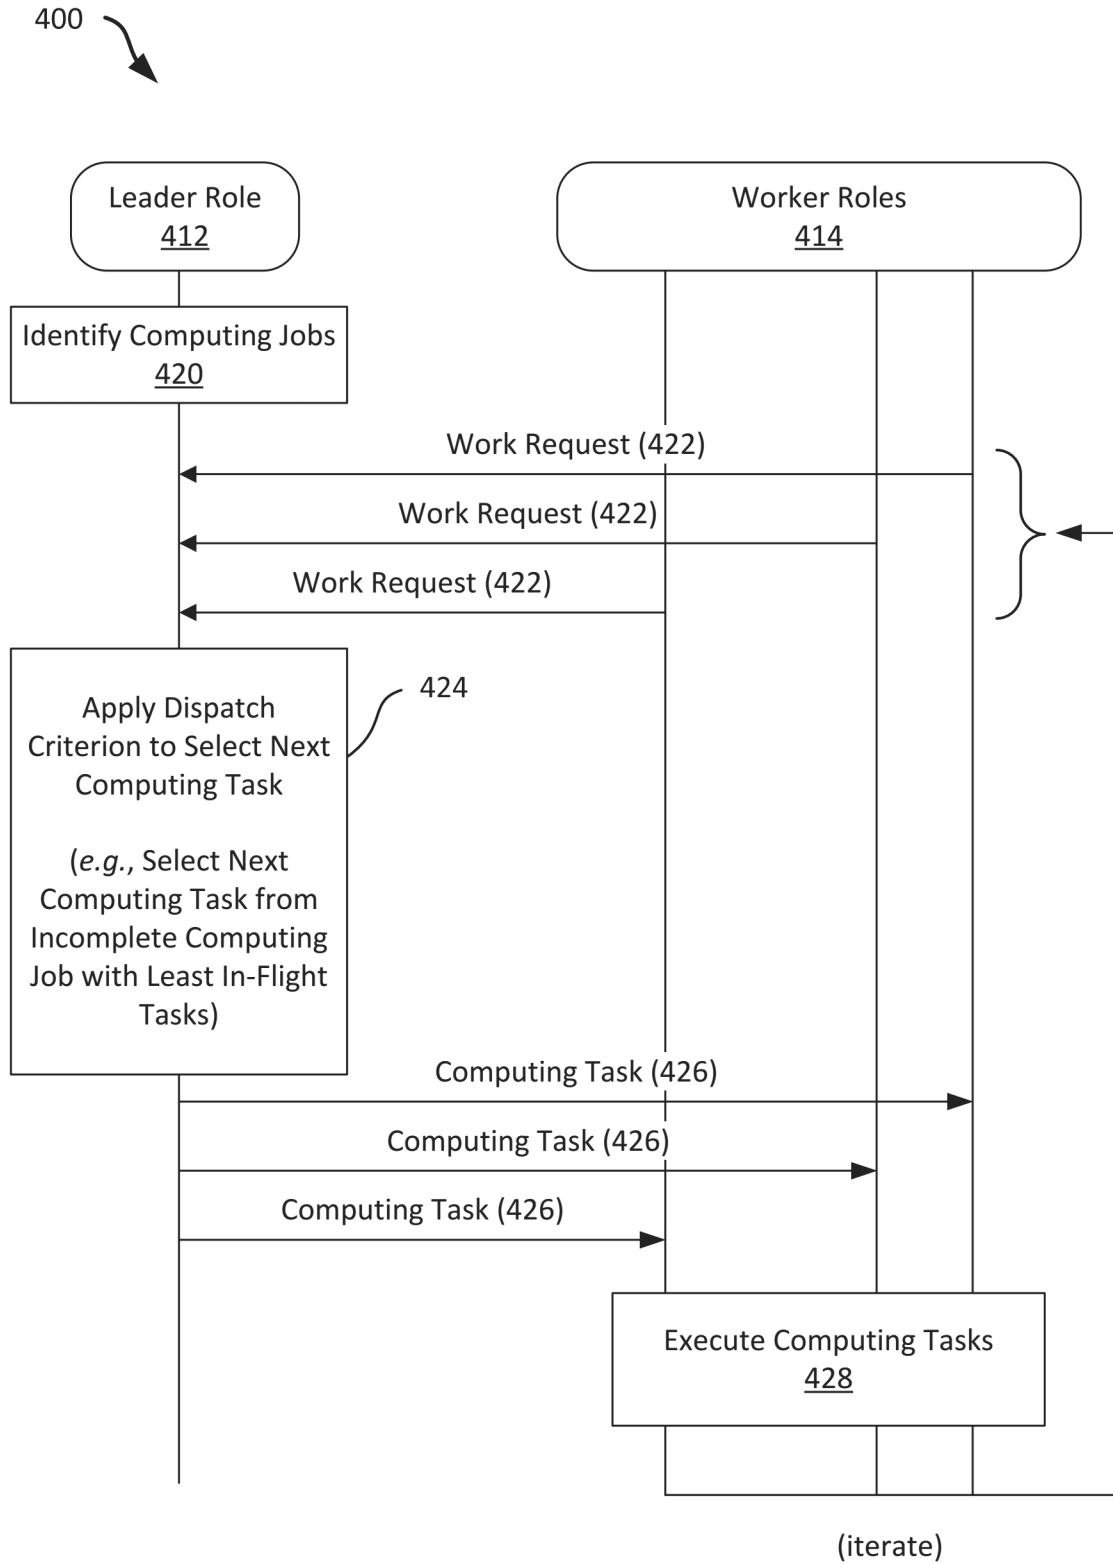 400
Leader Role
412
Worker Roles
414
Identify Computing Jobs
420
Work Request (422)
Work Request (422)
Work Request (422)
424
Apply Dispatch
Criterion to Select Next
Computing Task
(e.g., Select Next
Computing Task from
Incomplete Computing
Job with Least In-Flight
Tasks)
Computing Task (426)
Computing Task (426)
Computing Task (426)
Execute Computing Tasks
428
(iterate)